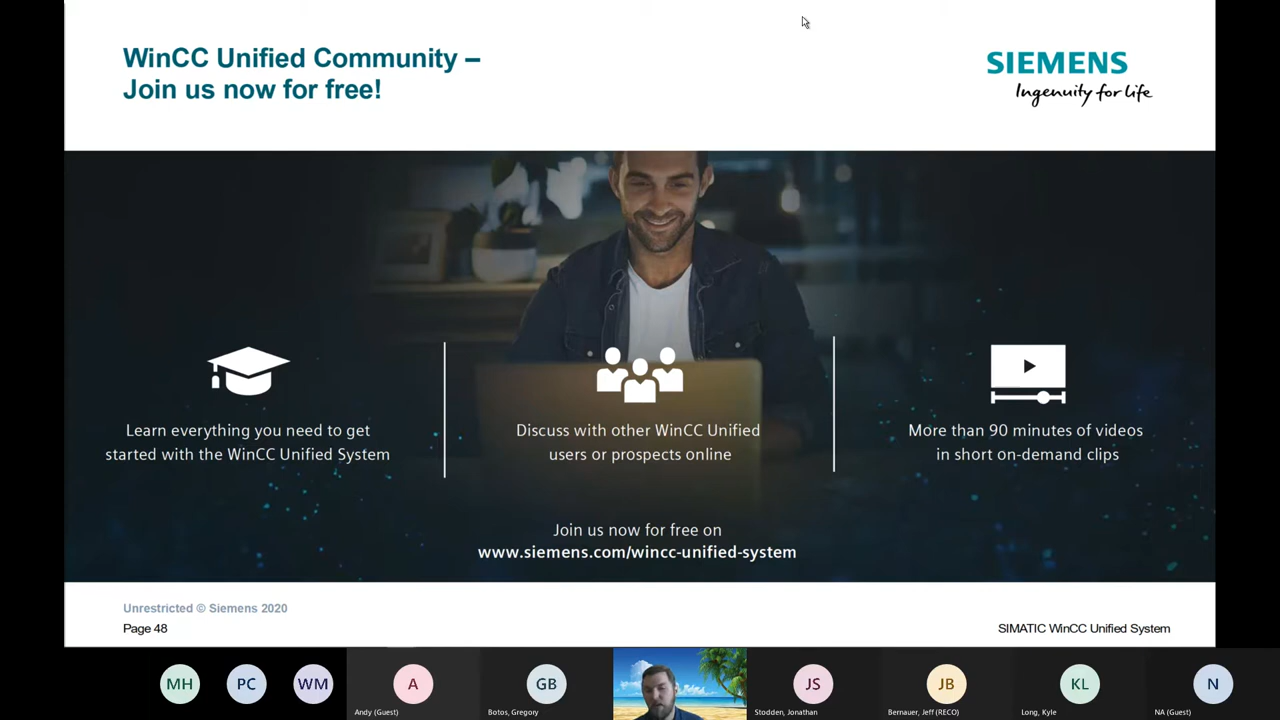 WinCC Unified Community –
Join us now for free!
SIEMENS
Ingenuity for life
Learn everything you need to get
started with the WinCC Unified System
Discuss with other WinCC Unified
users or prospects online
More than 90 minutes of videos
in short on-demand clips
Join us now for free on
www.siemens.com/wincc-unified-system
Unrestricted © Siemens 2020
Page 48
SIMATIC WinCC Unified System
MH
PC
WM
A
GB
JS
JB
KL
N
Andy (Guest)
Botos, Gregory
Stodden, Jonathan
Bernauer, Jeff (RECO)
Long, Kyle
NA (Guest)